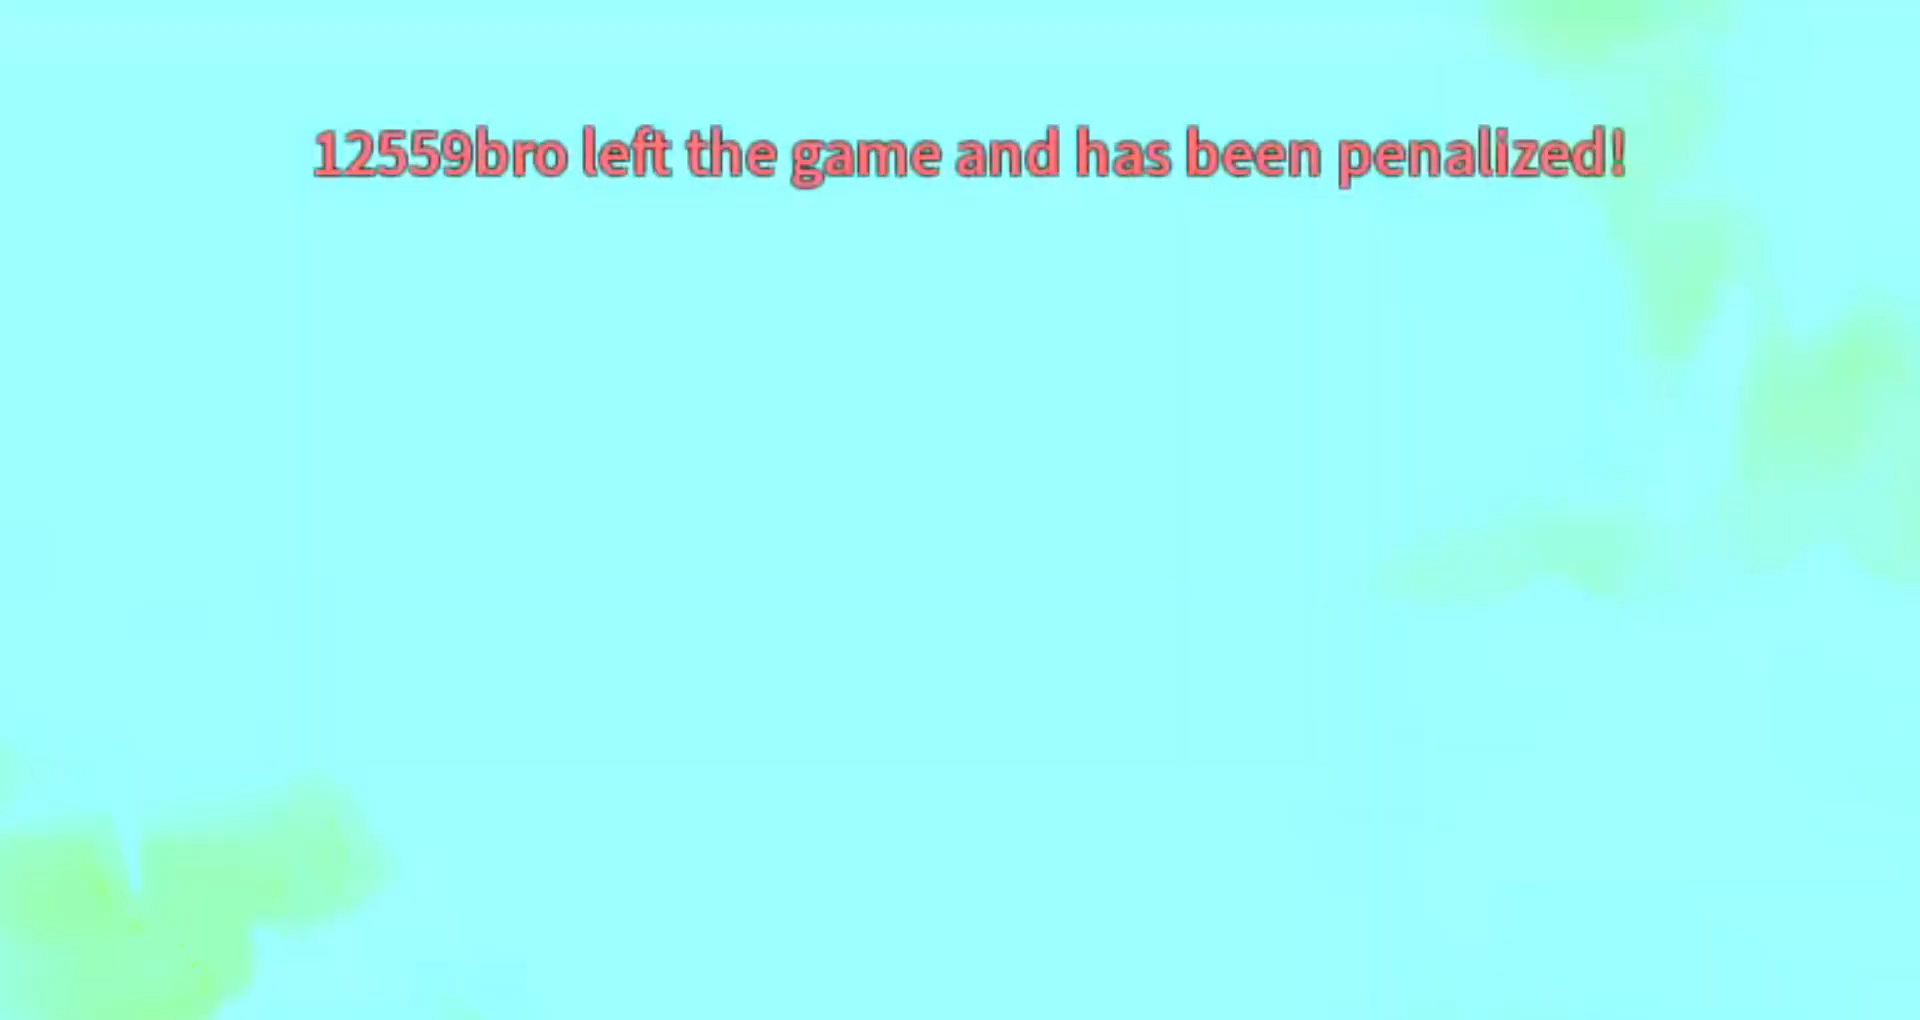 12559bro left the game and has been penalized!